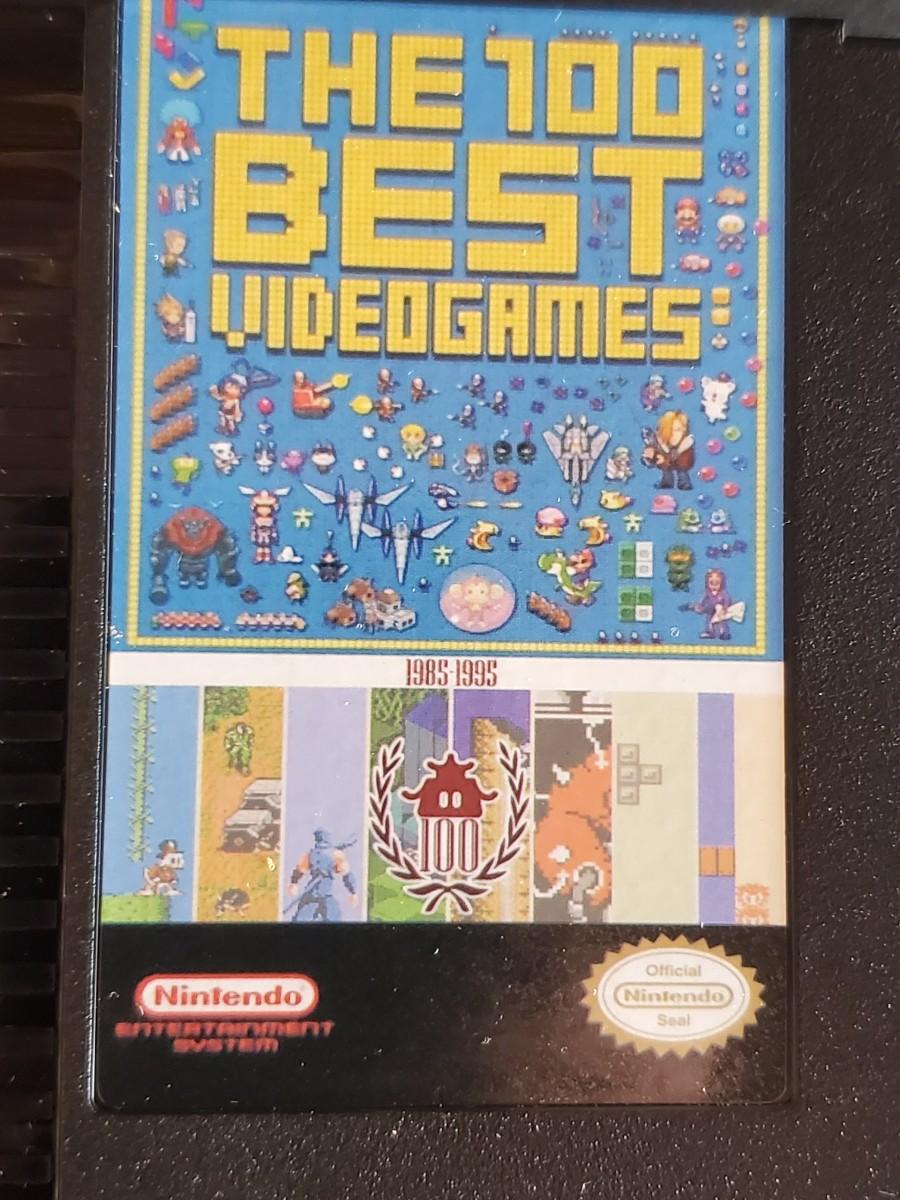 THE 100
BEST
VIDEOGAMES
1985-1995
100
Nintendo
ENTERTAINMENT
SYSTEM
Official
Nintendo
Seal